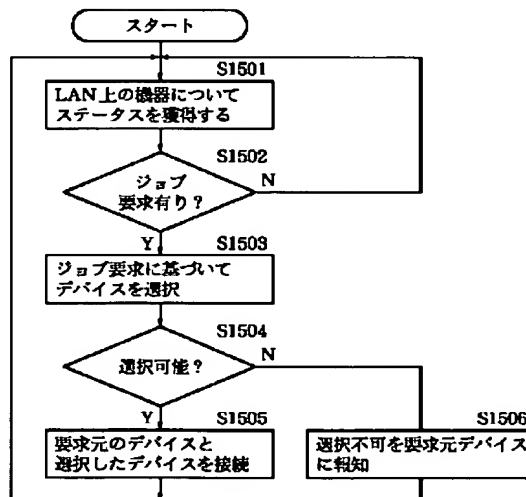 スタート
S1501
LAN上の機器について
ステータスを獲得する
S1502
ジョブ
要求有り?
N
Y
S1503
ジョブ要求に基づいて
デバイスを選択
S1504
選択可能?
N
Y
S1505
要求元のデバイスと
選択したデバイスを接続
S1506
選択不可を要求元デバイス
に報知